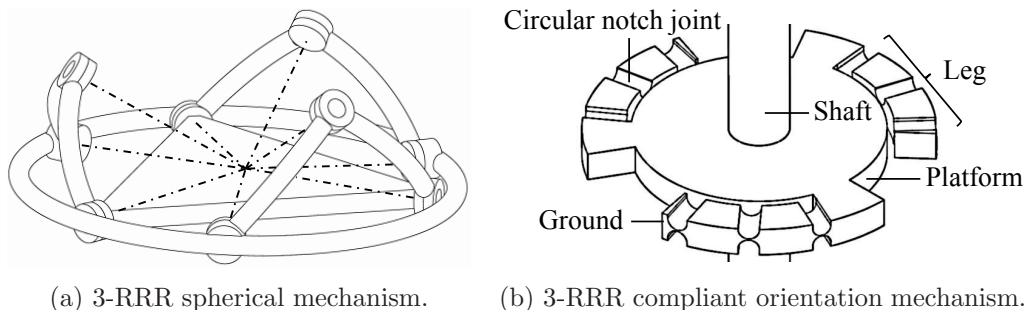 Circular notch joint
Leg
Shaft
Platform
Ground
(a) 3-RRR spherical mechanism.
(b) 3-RRR compliant orientation mechanism.